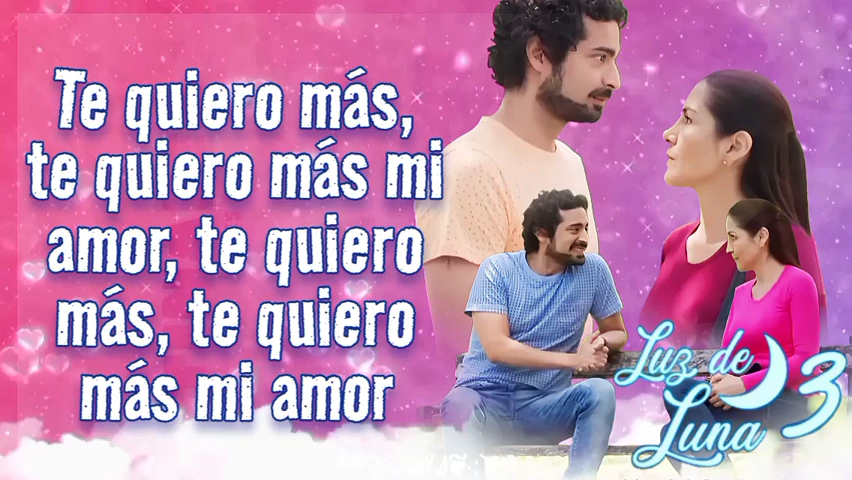 Te quiero más,
te quiero más mi
amor, te quiero
más, te quiero
más mi amor
Luz de
Luna 3